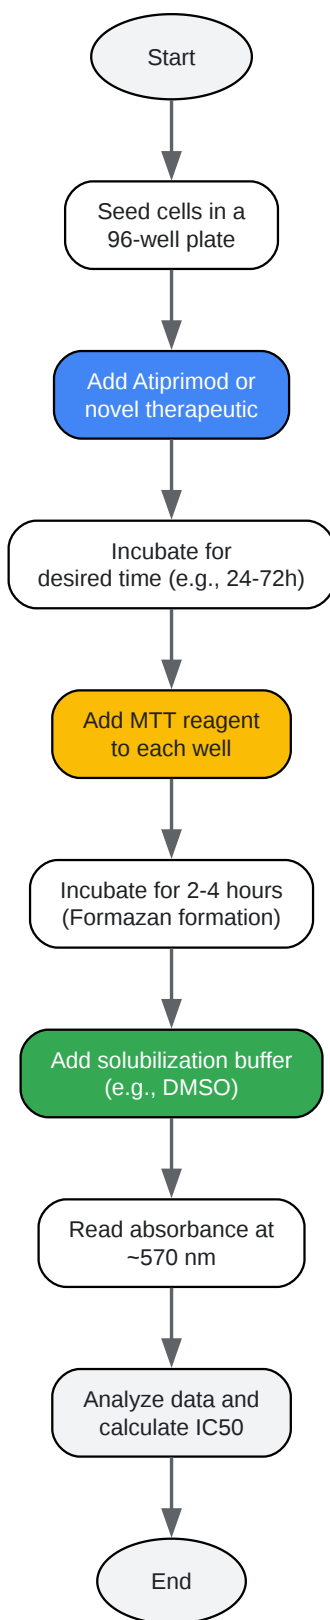 Start
Seed cells in a
96-well plate
Add Atiprimod or
novel therapeutic
Incubate for
desired time (e.g., 24-72h)
Add MTT reagent
to each well
Incubate for 2-4 hours
(Formazan formation)
Add solubilization buffer
(e.g., DMSO)
Read absorbance at
~570 nm
Analyze data and
calculate IC50
End